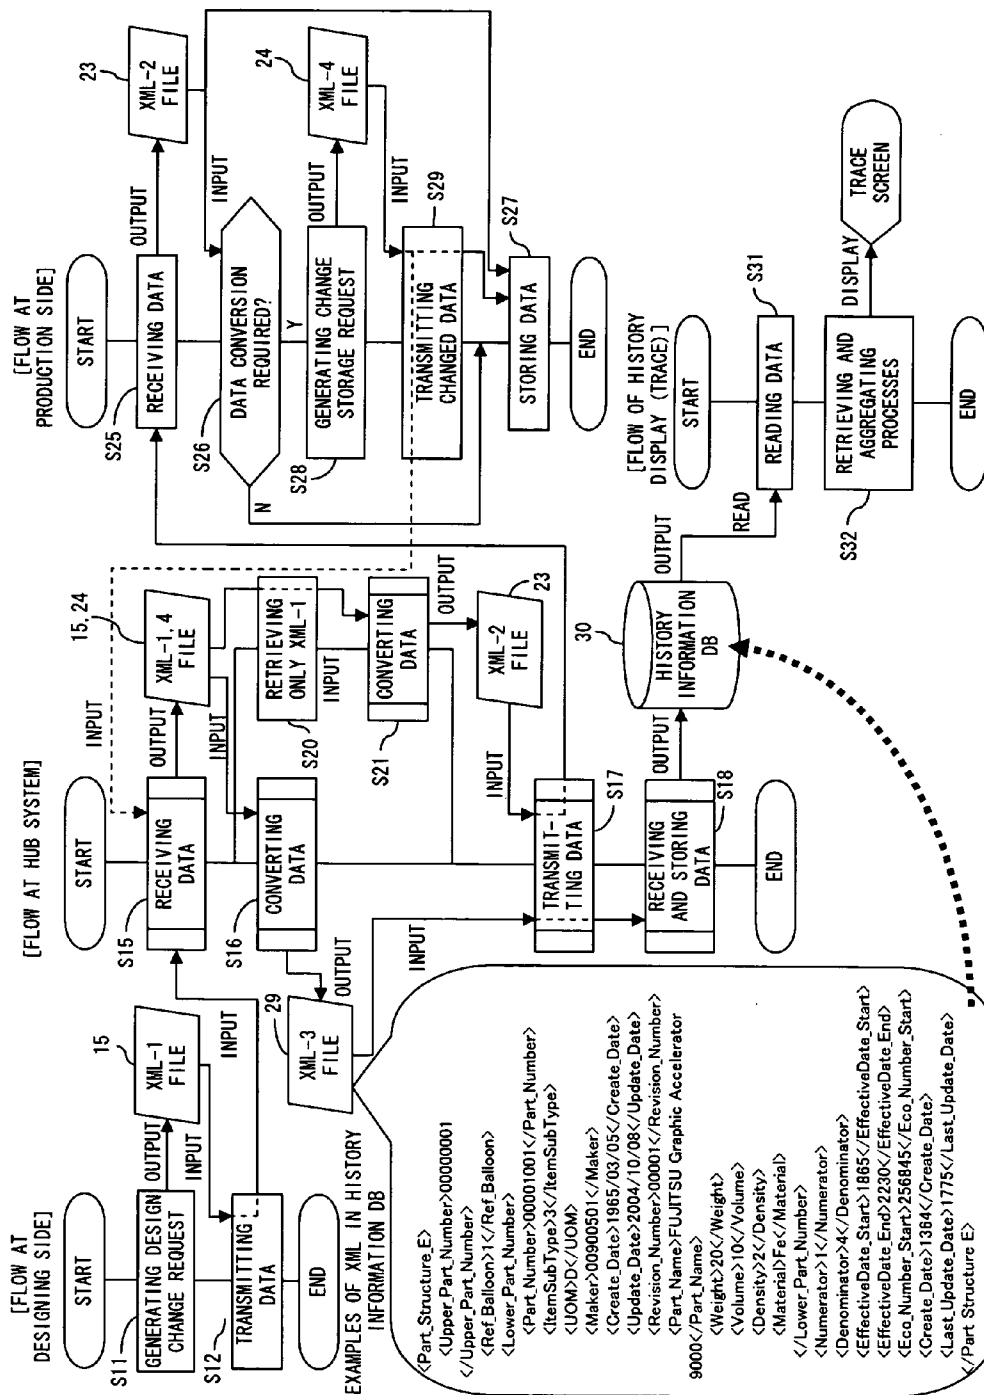 [FLOW AT
DESIGNING SIDE]
START
S11
GENERATING DESIGN
CHANGE REQUEST
OUTPUT
15
XML-1
FILE
INPUT
S12
TRANSMITTING
DATA
INPUT
END
[FLOW AT HUB SYSTEM]
START
INPUT
S15
RECEIVING
DATA
OUTPUT
15, 24
XML-1, 4
FILE
INPUT
S16
CONVERTING
DATA
S20
RETRIEVING
ONLY XML-1
INPUT
S21
CONVERTING
DATA
OUTPUT
23
XML-2
FILE
INPUT
OUTPUT
29
XML-3
FILE
INPUT
TRANSMIT-
TING DATA
S17
RECEIVING
AND STORING
DATA
S18
OUTPUT
END
30
HISTORY
INFORMATION
DB
OUTPUT
READ
[FLOW AT
PRODUCTION SIDE]
START
S25
RECEIVING DATA
OUTPUT
23
XML-2
FILE
INPUT
S26
DATA CONVERSION
REQUIRED?
N
Y
S28
GENERATING CHANGE
STORAGE REQUEST
OUTPUT
24
XML-4
FILE
INPUT
S29
TRANSMITTING
CHANGED DATA
S27
STORING DATA
END
[FLOW OF HISTORY
DISPLAY (TRACE)]
START
S31
READING DATA
S32
RETRIEVING AND
AGGREGATING
PROCESSES
DISPLAY
TRACE
SCREEN
END
EXAMPLES OF XML IN HISTORY
INFORMATION DB
<Part_Structure_E>
<Upper_Part_Number>00000001
</Upper_Part_Number>
<Ref_Balloon>1</Ref_Balloon>
<Lower_Part_Number>
<Part_Number>00001001</Part_Number>
<ItemSubType>3</ItemSubType>
<UOM>D</UOM>
<Maker>00900501</Maker>
<Create_Date>1965/03/05</Create_Date>
<Update_Date>2004/10/08</Update_Date>
<Revision_Number>00001</Revision_Number>
<Part_Name>FUJITSU Graphic Accelerator
9000</Part_Name>
<Weight>20</Weight>
<Volume>10</Volume>
<Density>2</Density>
<Material>Fe</Material>
</Lower_Part_Number>
<Numerator>1</Numerator>
<Denominator>4</Denominator>
<EffectiveDate_Start>1885</EffectiveDate_Start>
<EffectiveDate_End>2230</EffectiveDate_End>
<Eco_Number_Start>256845</Eco_Number_Start>
<Create_Date>1364</Create_Date>
<Last_Update_Date>1775</Last_Update_Date>
</Part Structure E>